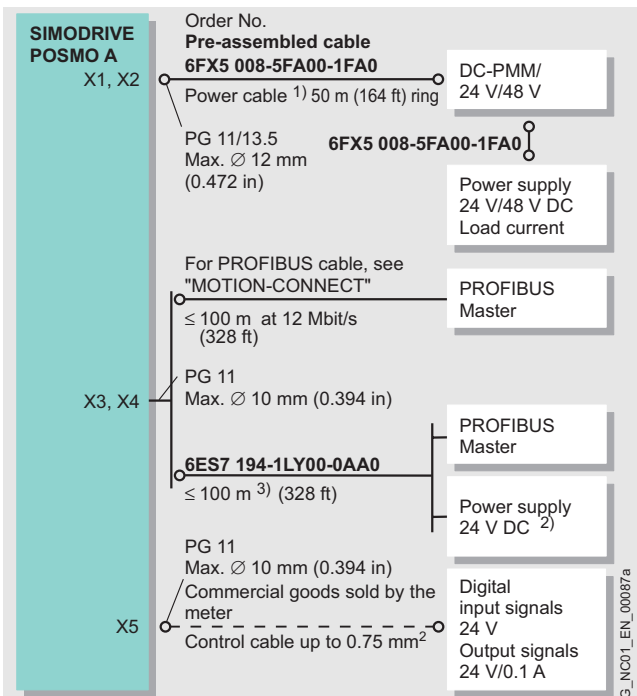 SIMODRIVE
POSMO A
X1, X2
Order No.
Pre-assembled cable
6FX5 008-5FA00-1FA0
Power cable 1) 50 m (164 ft) ring
DC-PMM/
24 V/48 V
PG 11/13.5
Max. ∅ 12 mm
(0.472 in)
6FX5 008-5FA00-1FA0
Power supply
24 V/48 V DC
Load current
For PROFIBUS cable, see
"MOTION-CONNECT"
≤ 100 m at 12 Mbit/s
(328 ft)
PROFIBUS
Master
X3, X4
PG 11
Max. ∅ 10 mm (0.394 in)
6ES7 194-1LY00-0AA0
≤ 100 m 3) (328 ft)
PROFIBUS
Master
Power supply
24 V DC 2)
PG 11
Max. ∅ 10 mm (0.394 in)
Commercial goods sold by the
meter
X5
Control cable up to 0.75 mm2
Digital
input signals
24 V
Output signals
24 V/0.1 A
_NC01_EN_00087a